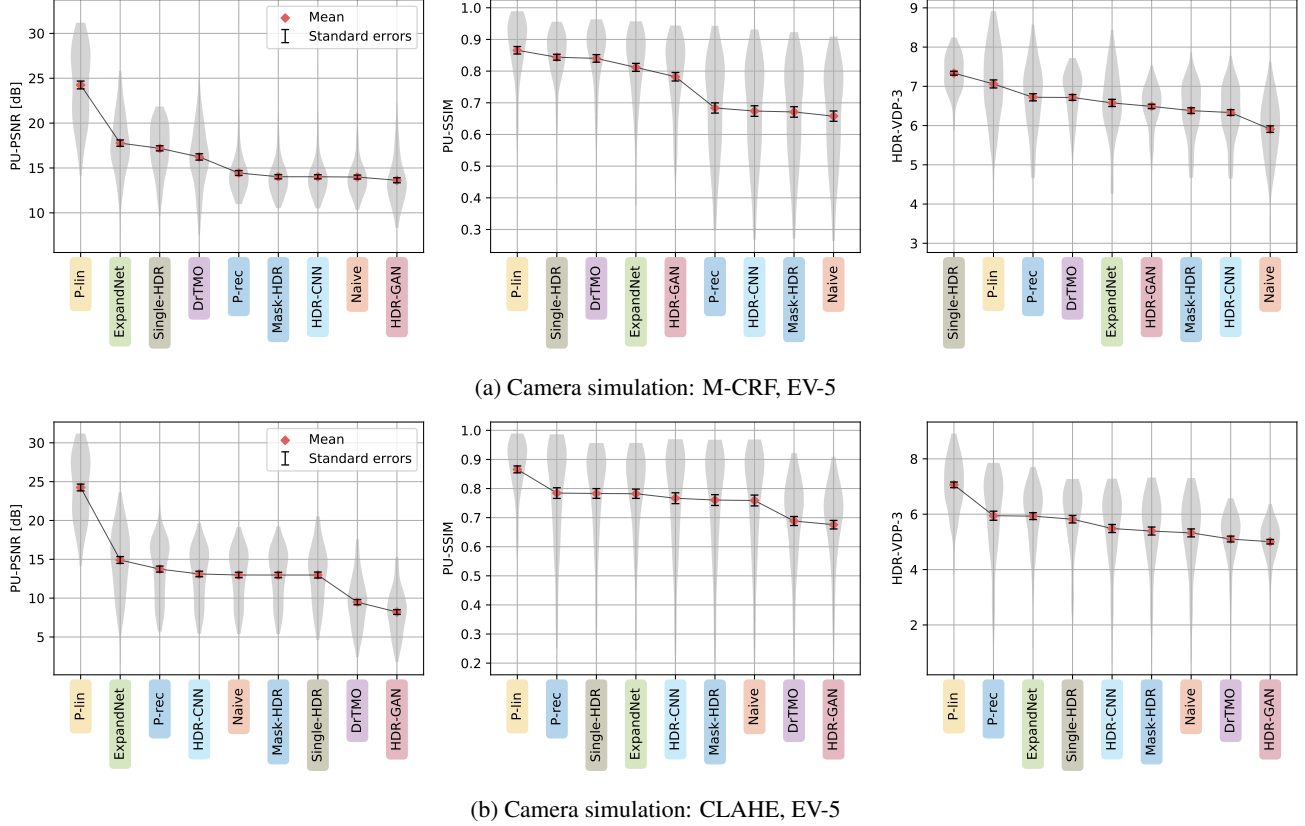 PU-PSNR [dB]
30
25
20
15
10
Mean
Standard errors
P-lin
ExpandNet
Single-HDR
DrTMO
P-rec
Mask-HDR
HDR-CNN
Naive
HDR-GAN
PU-SSIM
1.0
0.9
0.8
0.7
0.6
0.5
0.4
0.3
P-lin
Single-HDR
DrTMO
ExpandNet
HDR-GAN
P-rec
HDR-CNN
Mask-HDR
Naive
HDR-VDP-3
9
8
7
6
5
4
3
Single-HDR
P-lin
P-rec
DrTMO
ExpandNet
HDR-GAN
Mask-HDR
HDR-CNN
Naive
(a) Camera simulation: M-CRF, EV-5
PU-PSNR [dB]
30
25
20
15
10
5
Mean
Standard errors
P-lin
ExpandNet
P-rec
HDR-CNN
Naive
Mask-HDR
Single-HDR
DrTMO
HDR-GAN
PU-SSIM
1.0
0.9
0.8
0.7
0.6
0.5
0.4
0.3
0.2
P-lin
P-rec
Single-HDR
ExpandNet
HDR-CNN
Mask-HDR
Naive
DrTMO
HDR-GAN
HDR-VDP-3
8
6
4
2
P-lin
P-rec
ExpandNet
Single-HDR
HDR-CNN
Mask-HDR
Naive
DrTMO
HDR-GAN
(b) Camera simulation: CLAHE, EV-5